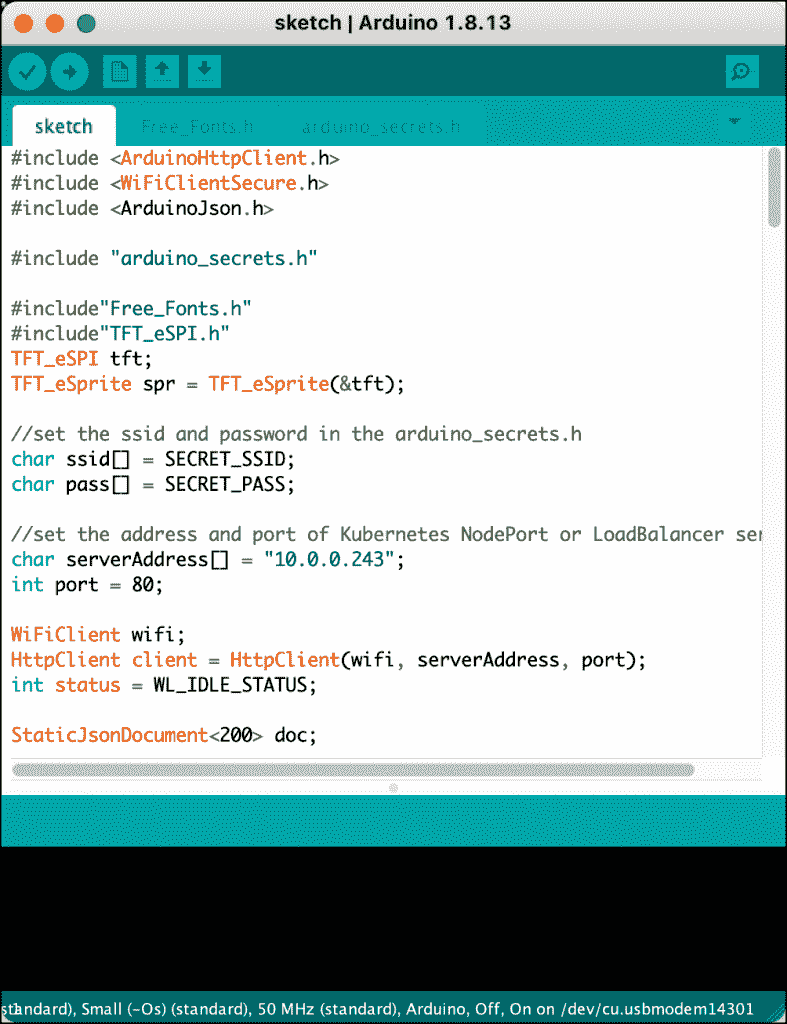 sketch | Arduino 1.8.13
sketch Free_Fonts.h arduino_secrets.h
#include <ArduinoHttpClient.h>
#include <WiFiClientSecure.h>
#include <ArduinoJson.h>
#include "arduino_secrets.h"
#include"Free_Fonts.h"
#include"TFT_eSPI.h"
TFT_eSPI tft;
TFT_eSprite spr = TFT_eSprite(&tft);
//set the ssid and password in the arduino_secrets.h
char ssid[] = SECRET_SSID;
char pass[] = SECRET_PASS;
//set the address and port of Kubernetes NodePort or LoadBalancer ser
char serverAddress[] = "10.0.0.243";
int port = 80;
WiFiClient wifi;
HttpClient client = HttpClient(wifi, serverAddress, port);
int status = WL_IDLE_STATUS;
StaticJsonDocument<200> doc;
Small (-Os) (standard), 50 MHz (standard), Arduino, Off, On on /dev/cu.usbmodem14301